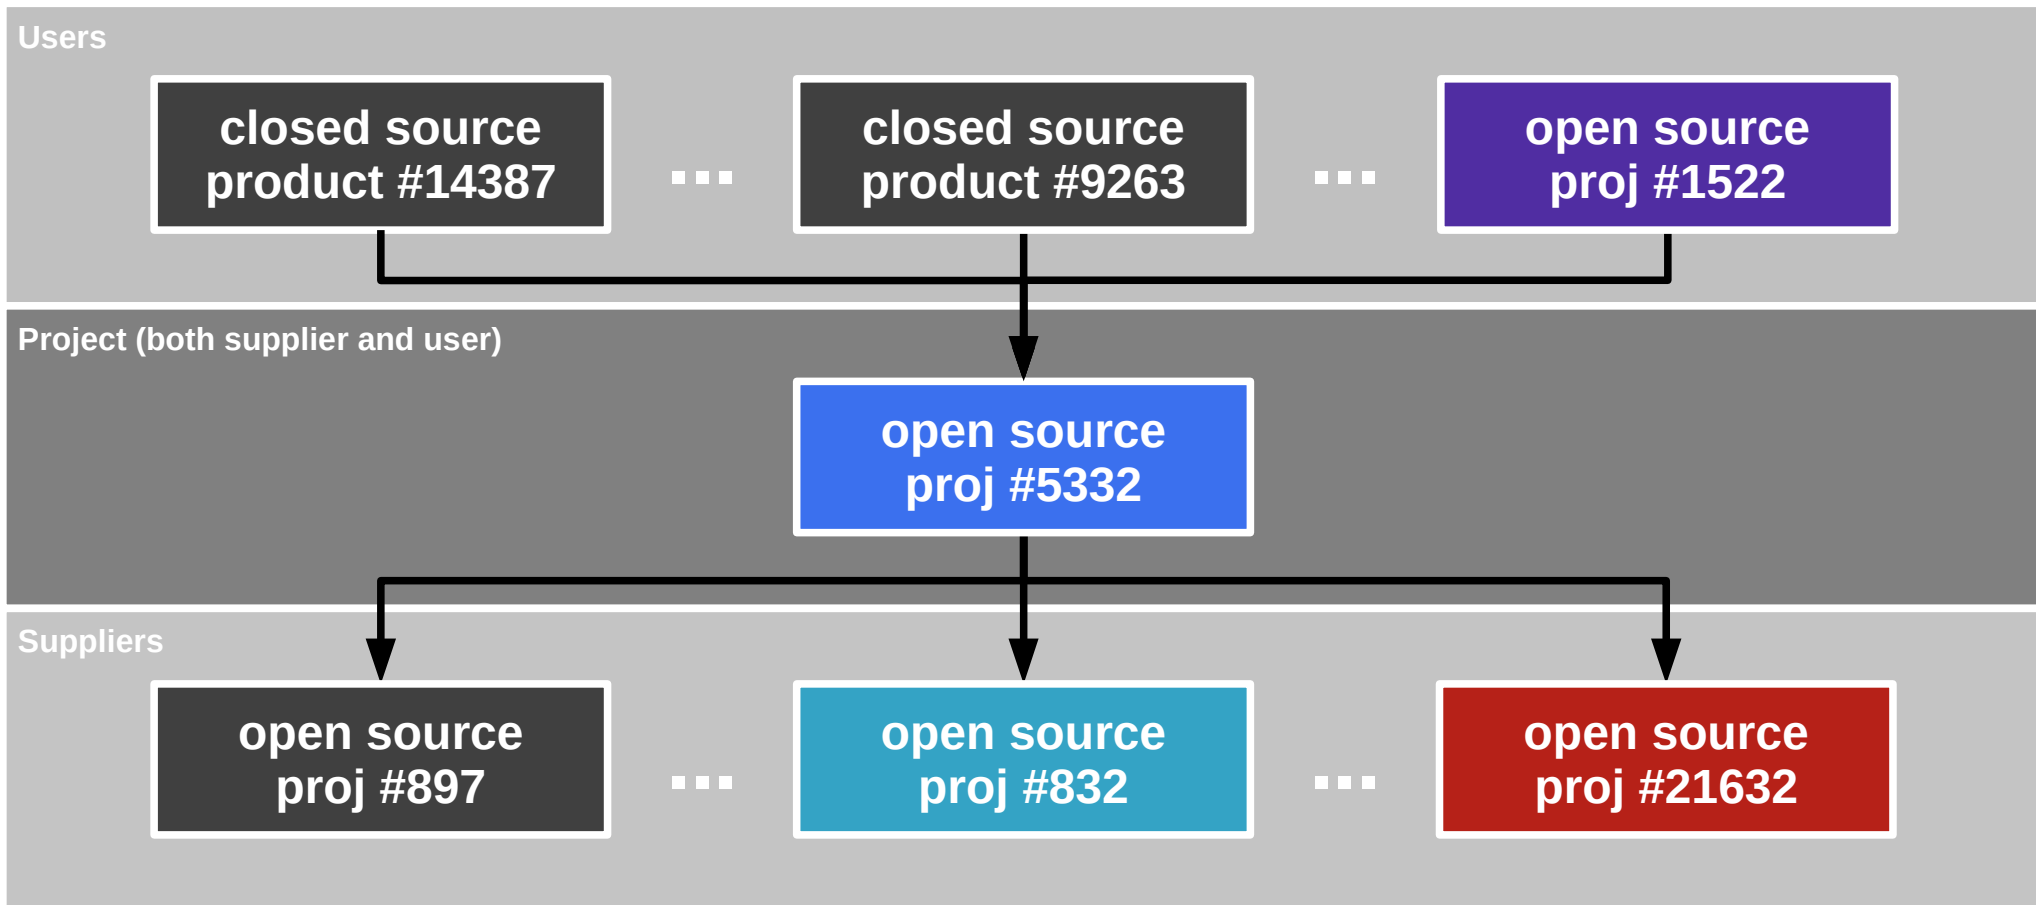 Users
closed source
product #14387
closed source
product #9263
open source
proj #1522
Project (both supplier and user)
open source
proj #5332
Suppliers
open source
proj #897
open source
proj #832
open source
proj #21632